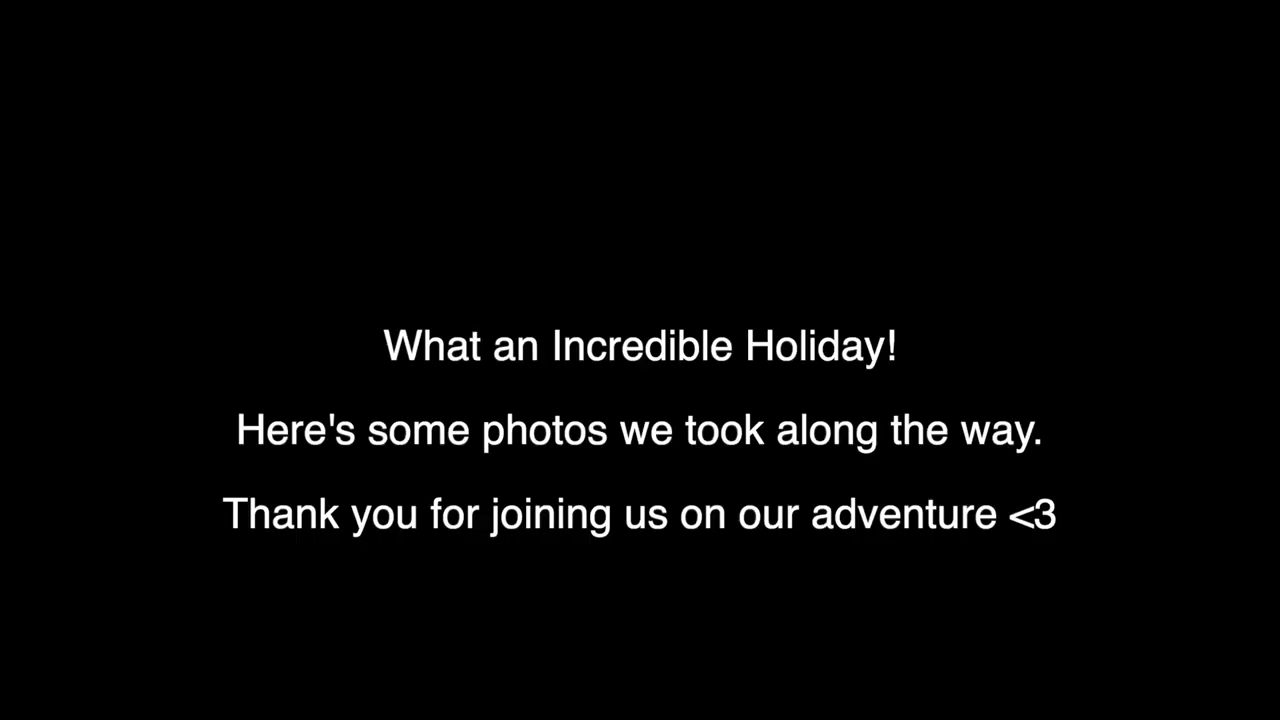 What an Incredible Holiday!
Here's some photos we took along the way.
Thank you for joining us on our adventure <3